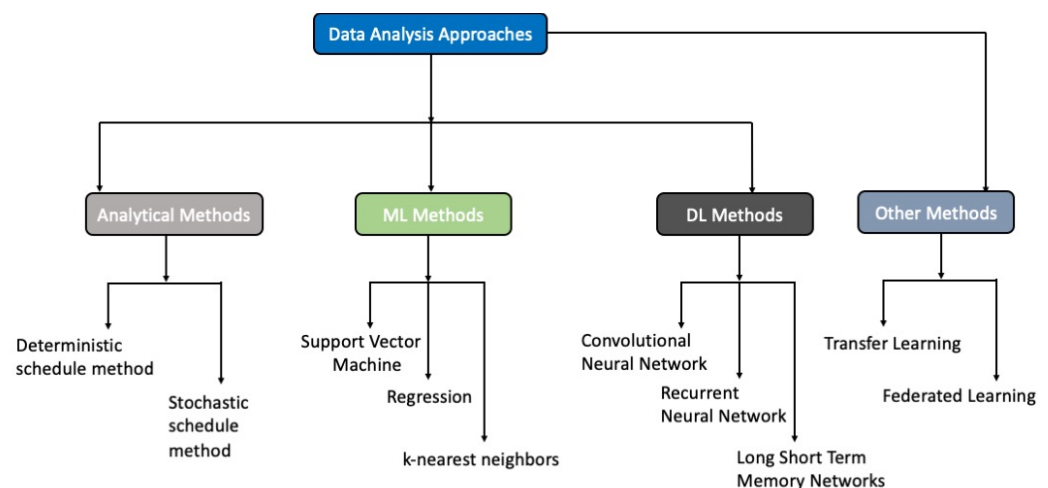 Data Analysis Approaches
Analytical Methods
ML Methods
DL Methods
Other Methods
Deterministic
schedule method
Stochastic
schedule
method
Support Vector
Machine
Regression
k-nearest neighbors
Convolutional
Neural Network
Recurrent
Neural Network
Long Short Term
Memory Networks
Transfer Learning
Federated Learning